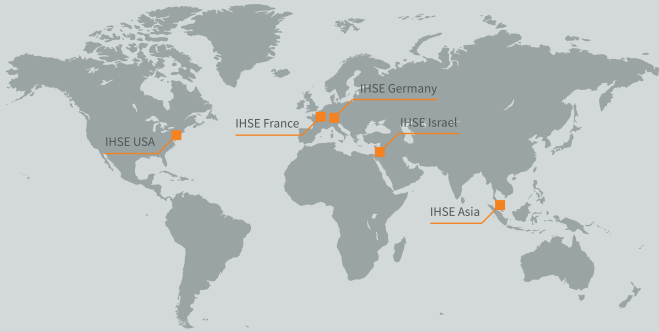 IHSE Germany
IHSE France
IHSE Israel
IHSE USA
IHSE Asia